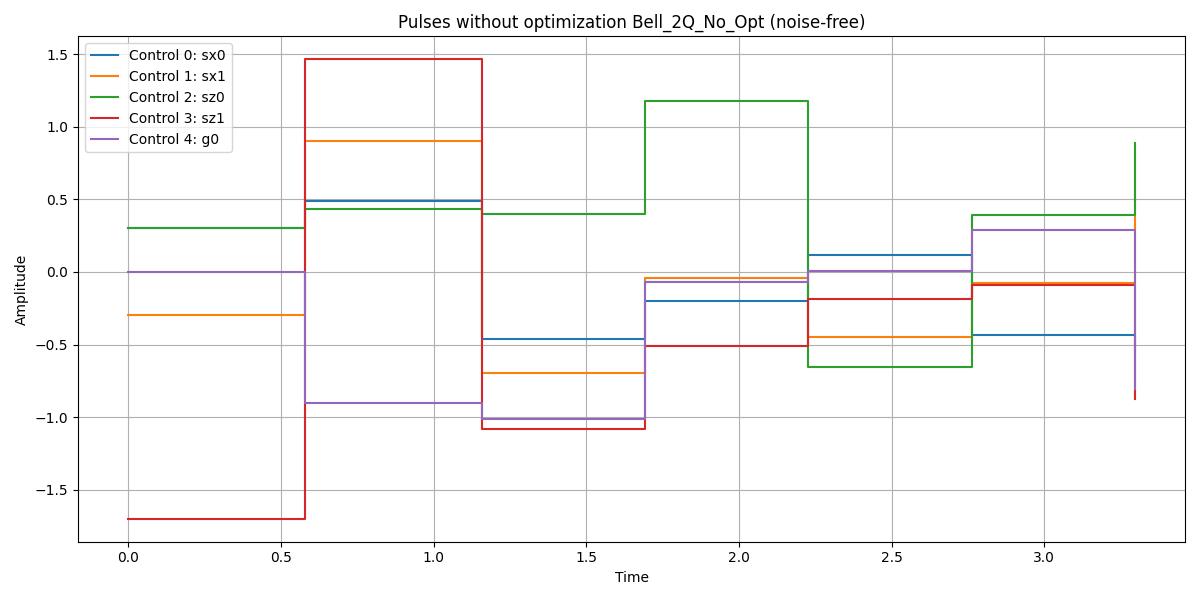 Pulses without optimization Bell_2Q_No_Opt (noise-free)
Control 0: sx0
Control 1: sx1
Control 2: sz0
Control 3: sz1
Control 4: g0
Amplitude
1.5
1.0
0.5
0.0
−0.5
−1.0
−1.5
0.0 0.5 1.0 1.5 2.0 2.5 3.0
Time